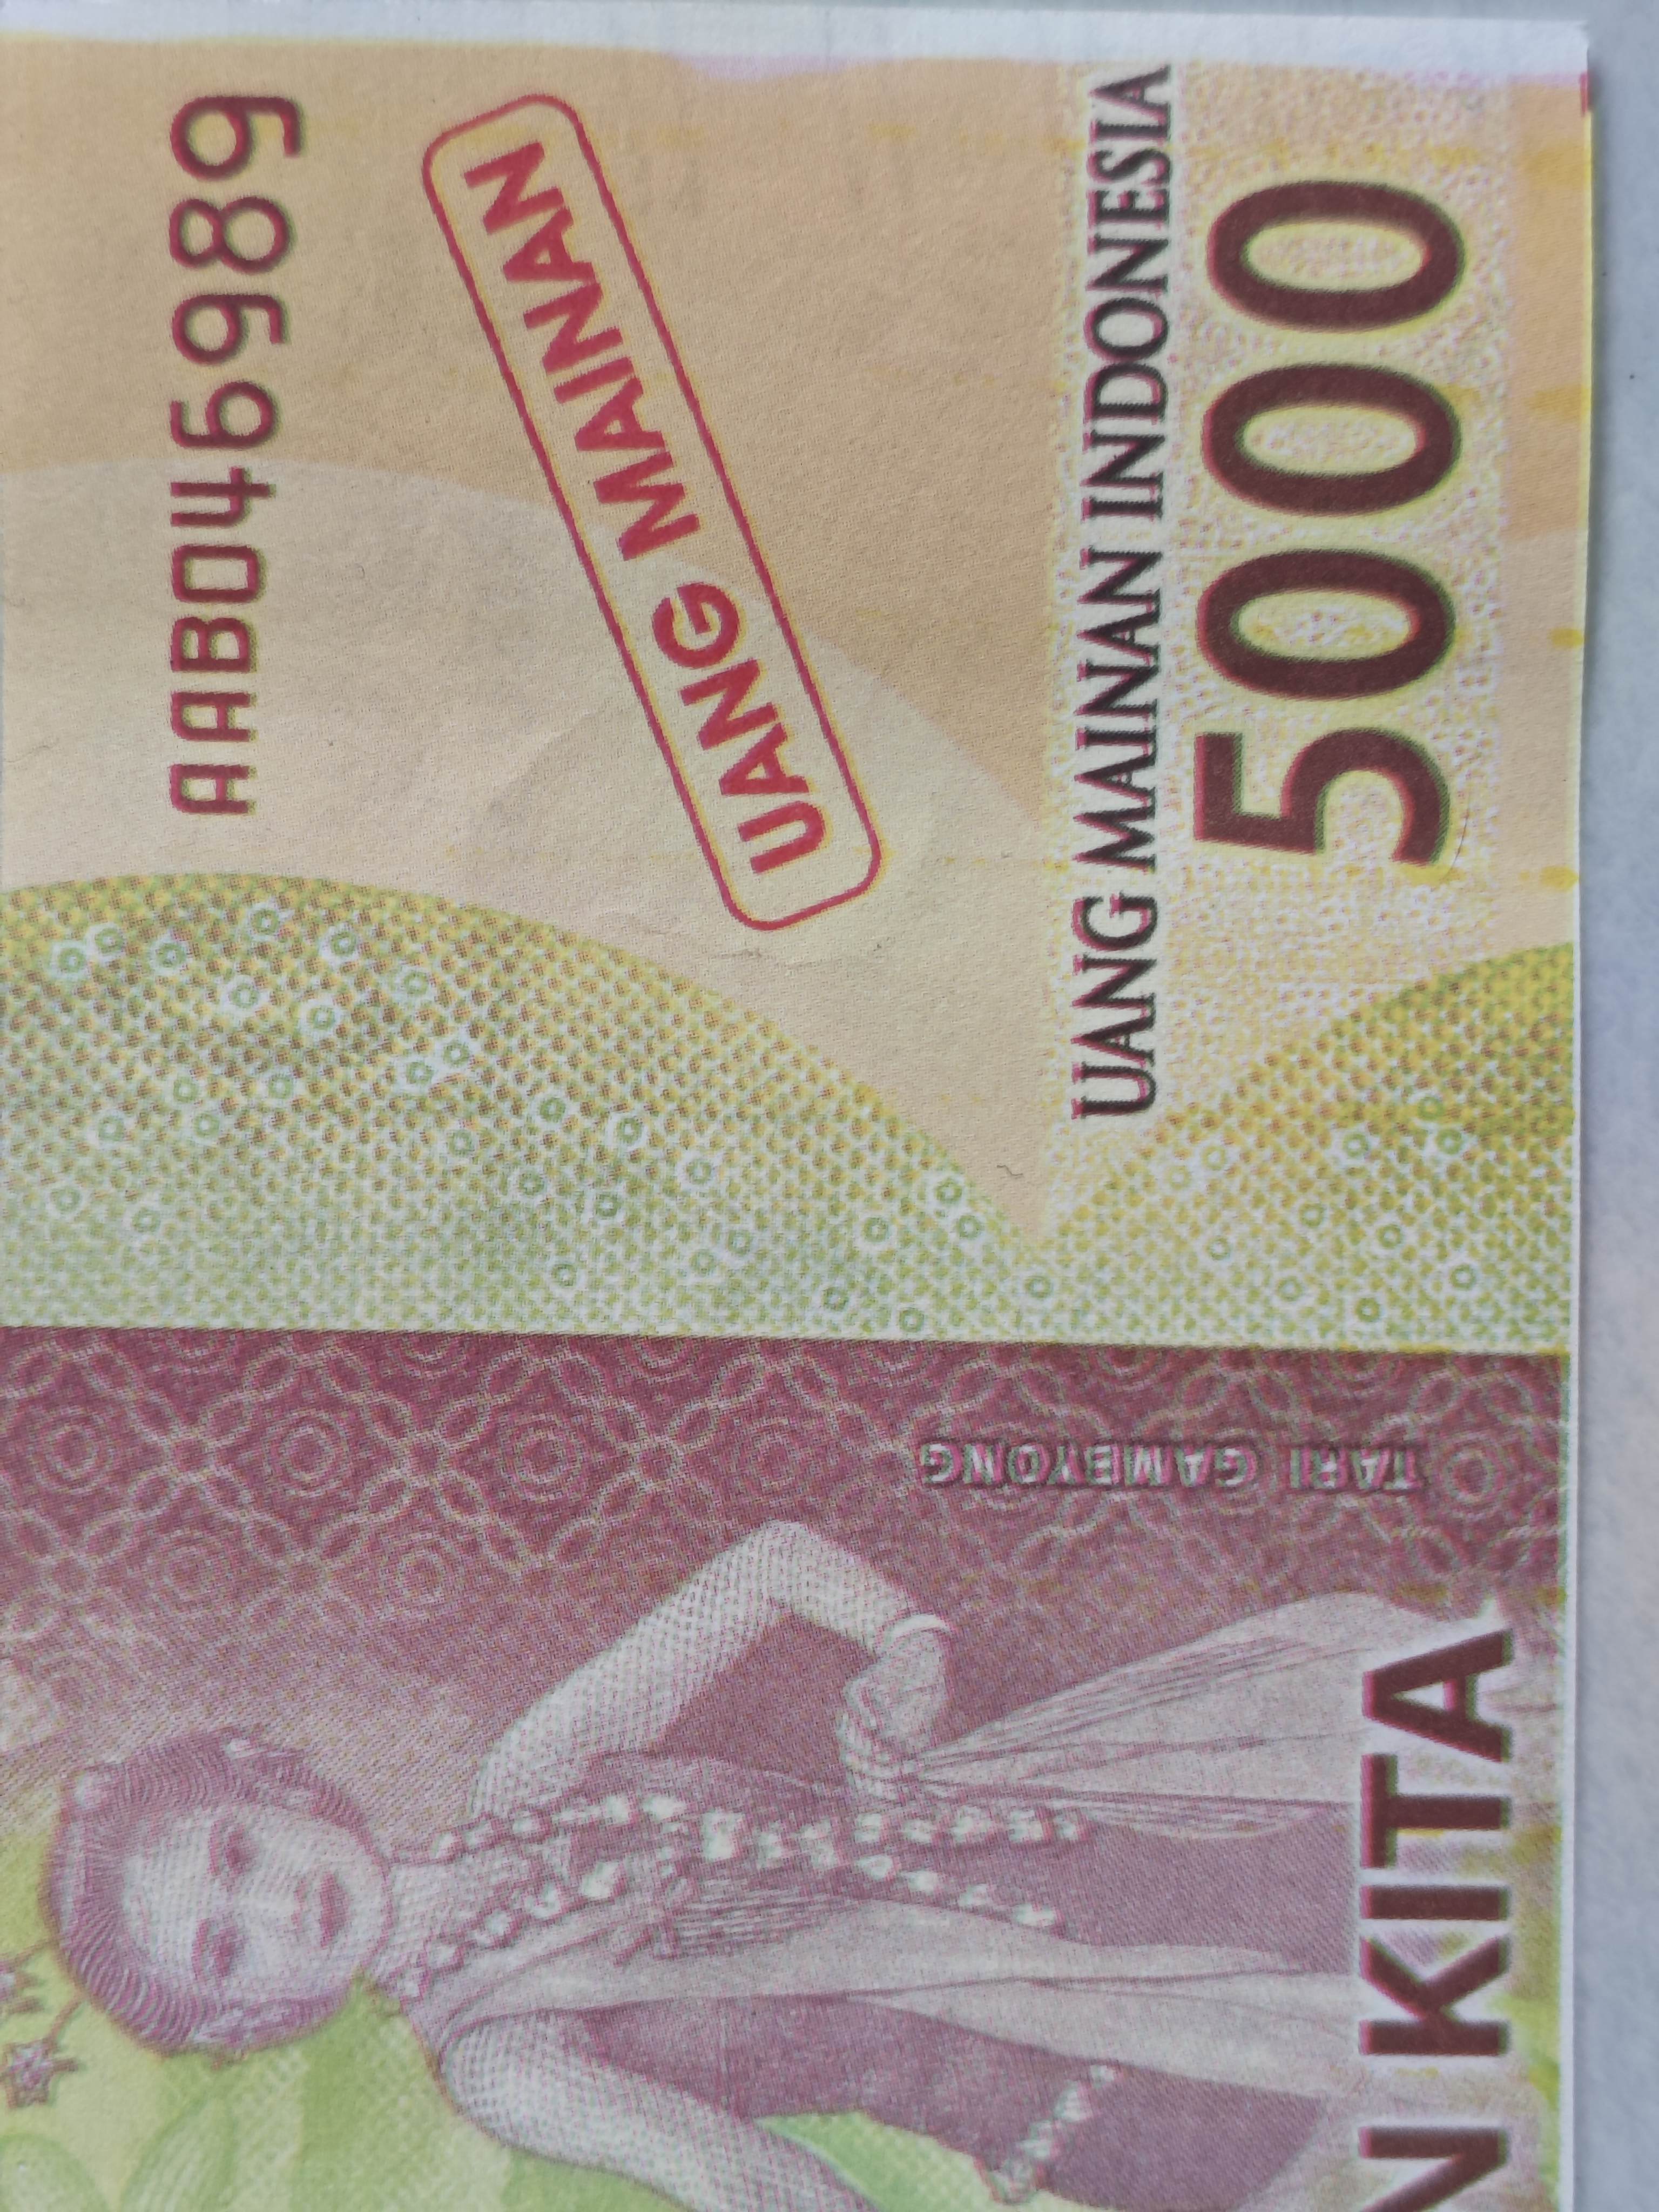 AAB046989
UANG MAINAN
UANG MAINAN INDONESIA
5000
TARI GAMBYONG
N KITA